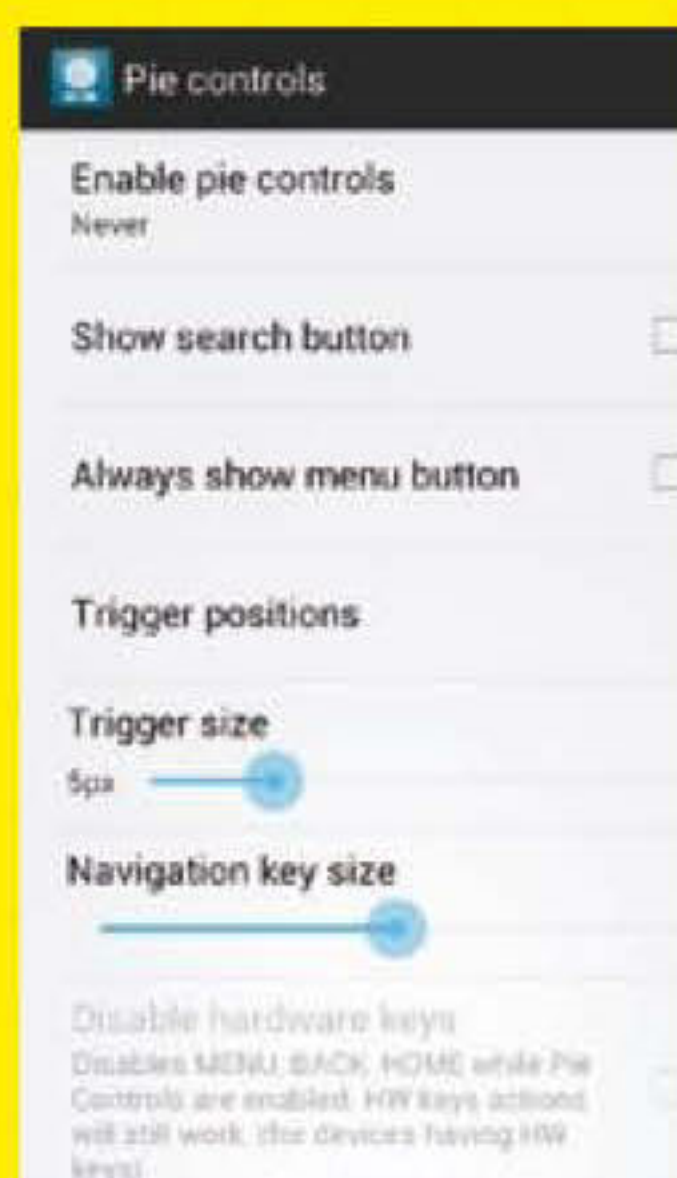 Pie controls
Enable pie controls
Never
Show search button
Always show menu button
Trigger positions
Trigger size
5px
Navigation key size
Disable hardware keys
Disables MENU, BACK, HOME while Pie
Controls are enabled. HW keys actions
will still work. (for devices having HW
keys)